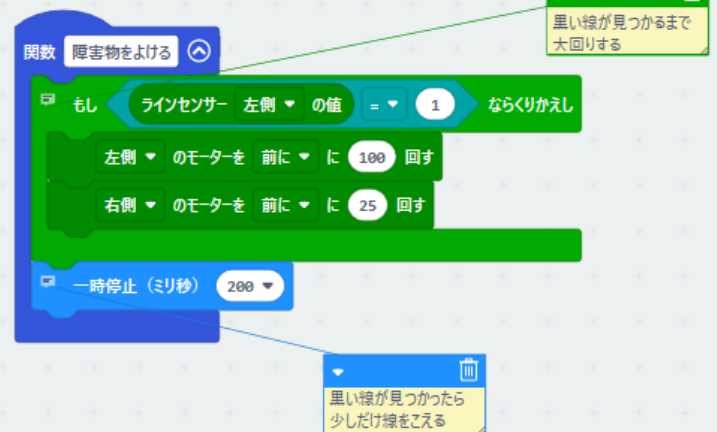 黒い線が見つかるまで
大回りする
関数 障害物をよける
もし ラインセンサー 左側 の値 = 1 ならくりかえし
左側 のモーターを 前に に 100 回す
右側 のモーターを 前に に 25 回す
一時停止（ミリ秒） 200
黒い線が見つかったら
少しだけ線をこえる